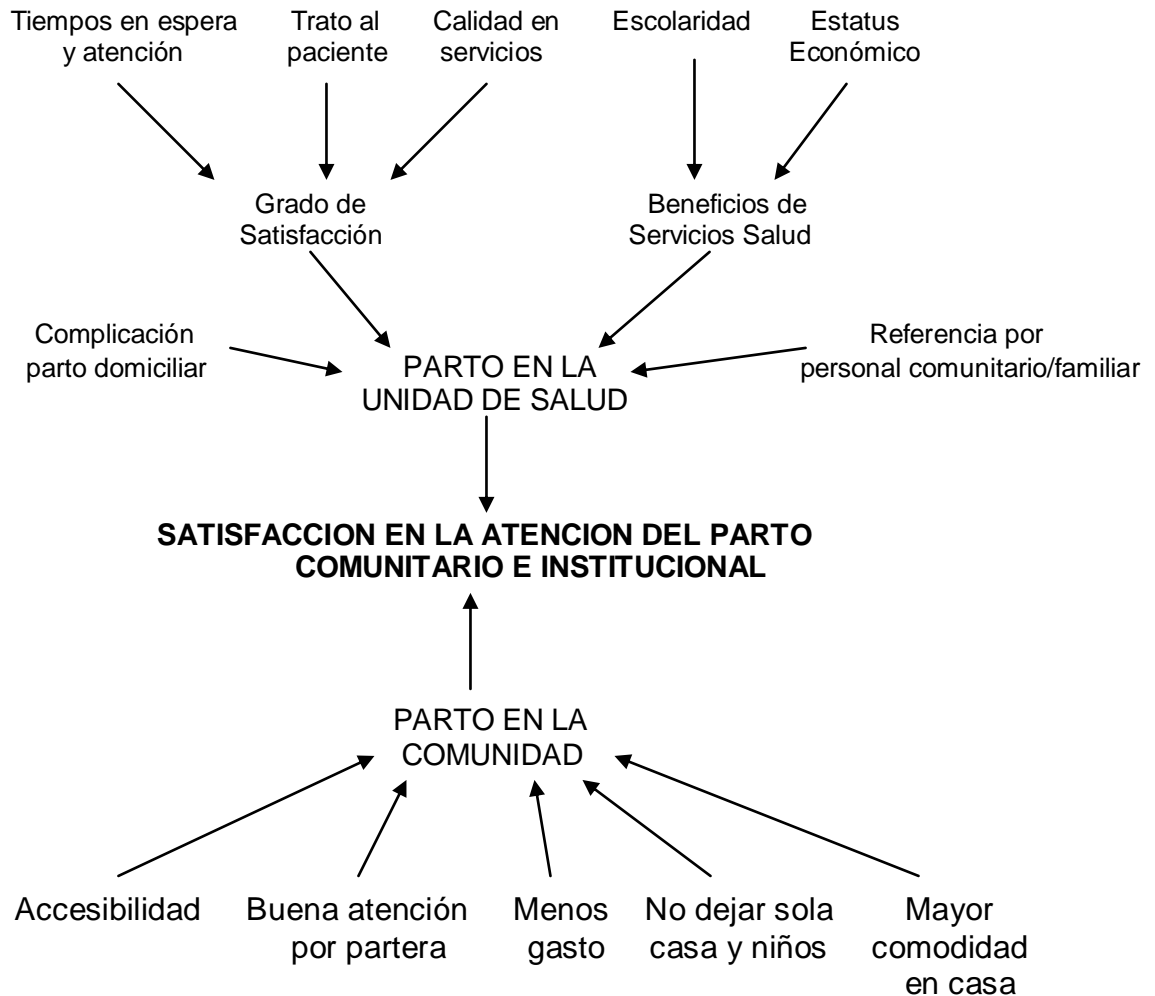 Tiempos en espera
y atención
Trato al
paciente
Calidad en
servicios
Escolaridad
Estatus
Económico
Grado de
Satisfacción
Beneficios de
Servicios Salud
Complicación
parto domiciliar
PARTO EN LA
UNIDAD DE SALUD
Referencia por
personal comunitario/familiar
SATISFACCION EN LA ATENCION DEL PARTO
COMUNITARIO E INSTITUCIONAL
PARTO EN LA
COMUNIDAD
Accesibilidad
Buena atención
por partera
Menos
gasto
No dejar sola
casa y niños
Mayor
comodidad
en casa